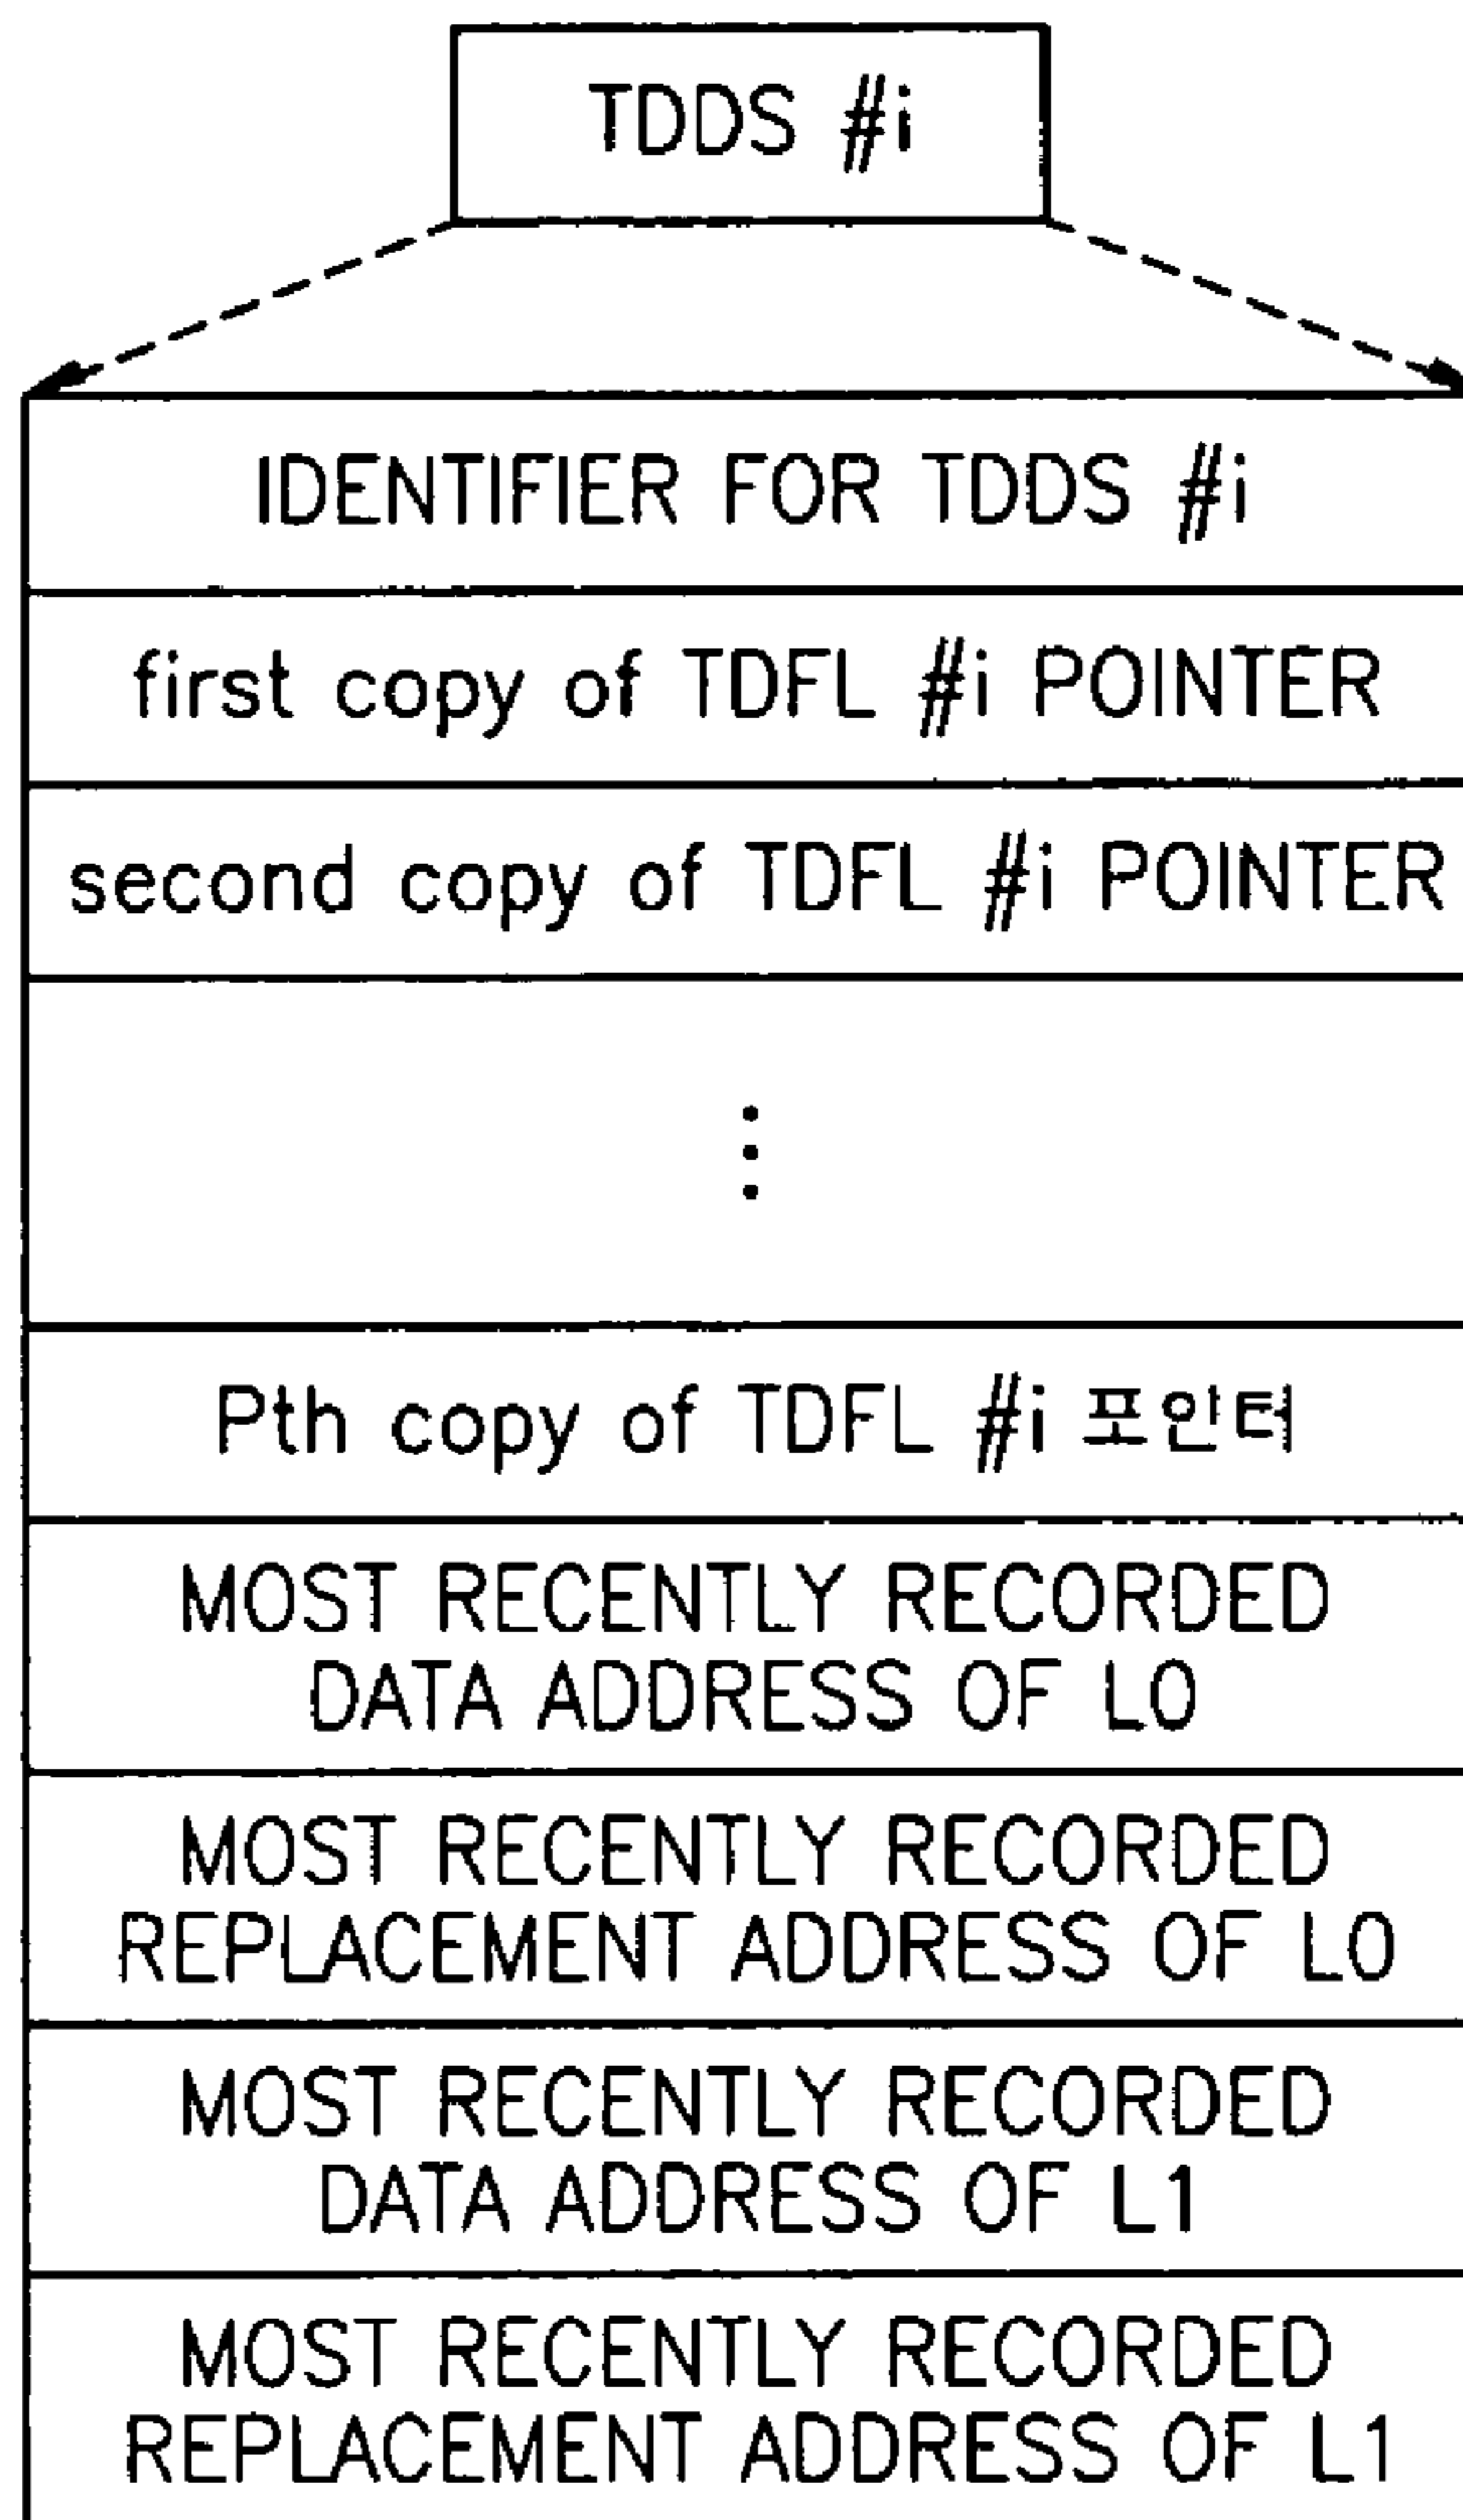 TDDS #i
IDENTIFIER FOR TDDS #i
first copy of TDFL #i POINTER
second copy of TDFL #i POINTER
Pth copy of TDFL #i 포인터
MOST RECENTLY RECORDED
DATA ADDRESS OF L0
MOST RECENTLY RECORDED
REPLACEMENT ADDRESS OF L0
MOST RECENTLY RECORDED
DATA ADDRESS OF L1
MOST RECENTLY RECORDED
REPLACEMENT ADDRESS OF L1